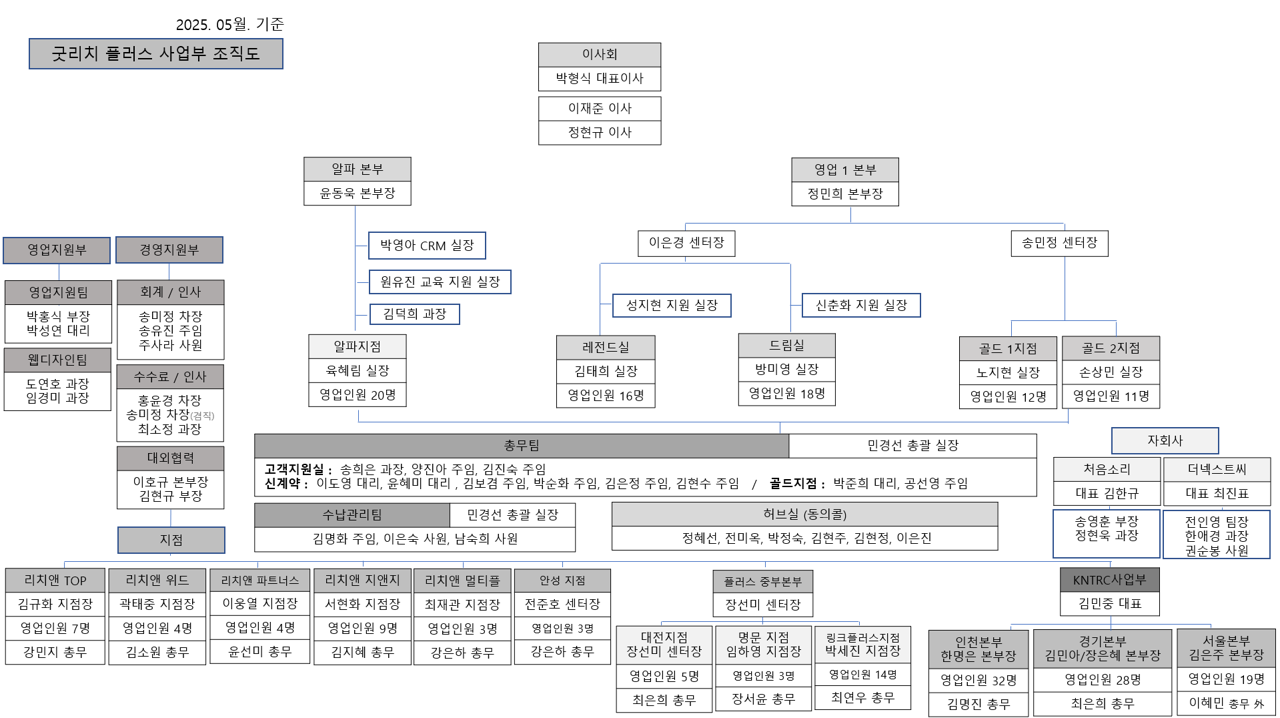 2025. 05월. 기준
굿리치 플러스 사업부 조직도
이사회
박형식 대표이사
이재준 이사
정현규 이사
알파 본부
윤동욱 본부장
영업 1 본부
정민희 본부장
박영아 CRM 실장
원유진 교육 지원 실장
김덕희 과장
알파지점
육혜림 실장
영업인원 20명
이은경 센터장
송민정 센터장
성지현 지원 실장
신춘화 지원 실장
레전드실
김태희 실장
영업인원 16명
드림실
방미영 실장
영업인원 18명
골드 1지점
노지현 실장
영업인원 12명
골드 2지점
손상민 실장
영업인원 11명
영업지원부
영업지원팀
박홍식 부장
박성연 대리
웹디자인팀
도연호 과장
임경미 과장
경영지원부
회계 / 인사
송미정 차장
송유진 주임
주사라 사원
수수료 / 인사
홍윤경 차장
송미정 차장(겸직)
최소정 과장
대외협력
이호규 본부장
김현규 부장
지점
총무팀
민경선 총괄 실장
고객지원실 : 송희은 과장, 양진아 주임, 김진숙 주임
신계약 : 이도영 대리, 윤혜미 대리 , 김보겸 주임, 박순화 주임, 김은정 주임, 김현수 주임 / 골드지점 : 박준희 대리, 공선영 주임
수납관리팀
민경선 총괄 실장
김명화 주임, 이은숙 사원, 남숙희 사원
허브실 (동의콜)
정혜선, 전미옥, 박정숙, 김현주, 김현정, 이은진
자회사
처음소리
대표 김한규
송영훈 부장
정현욱 과장
더넥스트씨
대표 최진표
전인영 팀장
한애경 과장
권순봉 사원
리치앤 TOP
김규화 지점장
영업인원 7명
강민지 총무
리치앤 위드
곽태중 지점장
영업인원 4명
김소원 총무
리치앤 파트너스
이웅열 지점장
영업인원 4명
윤선미 총무
리치앤 지앤지
서현화 지점장
영업인원 9명
김지혜 총무
리치앤 멀티플
최재관 지점장
영업인원 3명
강은하 총무
안성 지점
전준호 센터장
영업인원 3명
강은하 총무
플러스 중부본부
장선미 센터장
대전지점
장선미 센터장
영업인원 5명
최은희 총무
명문 지점
임하영 지점장
영업인원 3명
장서윤 총무
링크플러스지점
박세진 지점장
영업인원 14명
최연우 총무
KNTRC사업부
김민중 대표
인천본부
한명은 본부장
영업인원 32명
김명진 총무
경기본부
김민아/장은혜 본부장
영업인원 28명
최은희 총무
서울본부
김은주 본부장
영업인원 19명
이혜민 총무 外